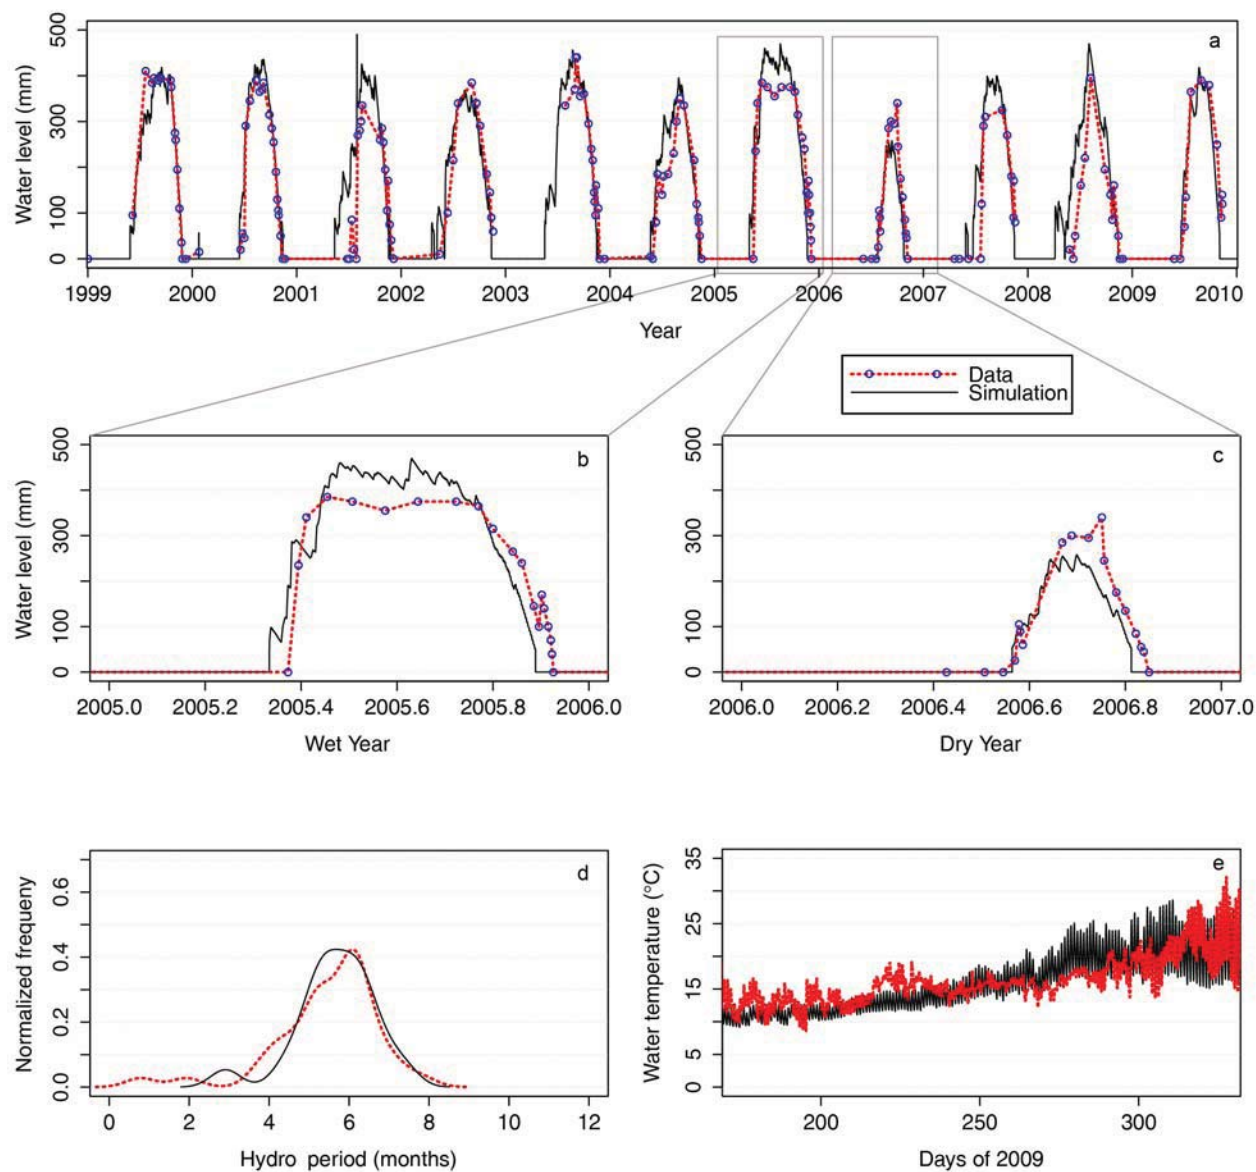 a
Water level (mm)
500
300
100
0
1999 2000 2001 2002 2003 2004 2005 2006 2007 2008 2009 2010
Year
Data
Simulation
b
Water level (mm)
500
300
100
0
2005.0 2005.2 2005.4 2005.6 2005.8 2006.0
Wet Year
c
500
300
100
0
2006.0 2006.2 2006.4 2006.6 2006.8 2007.0
Dry Year
d
Normalized frequeny
0.6
0.4
0.2
0.0
0 2 4 6 8 10 12
Hydro period (months)
e
Water temperature (°C)
35
25
15
5
0
200 250 300
Days of 2009